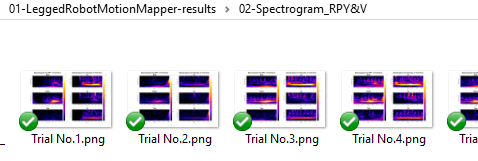 01-LeggedRobotMotionMapper-results > 02-Spectrogram_RPY&V
Trial No.1.png Trial No.2.png Trial No.3.png Trial No.4.png